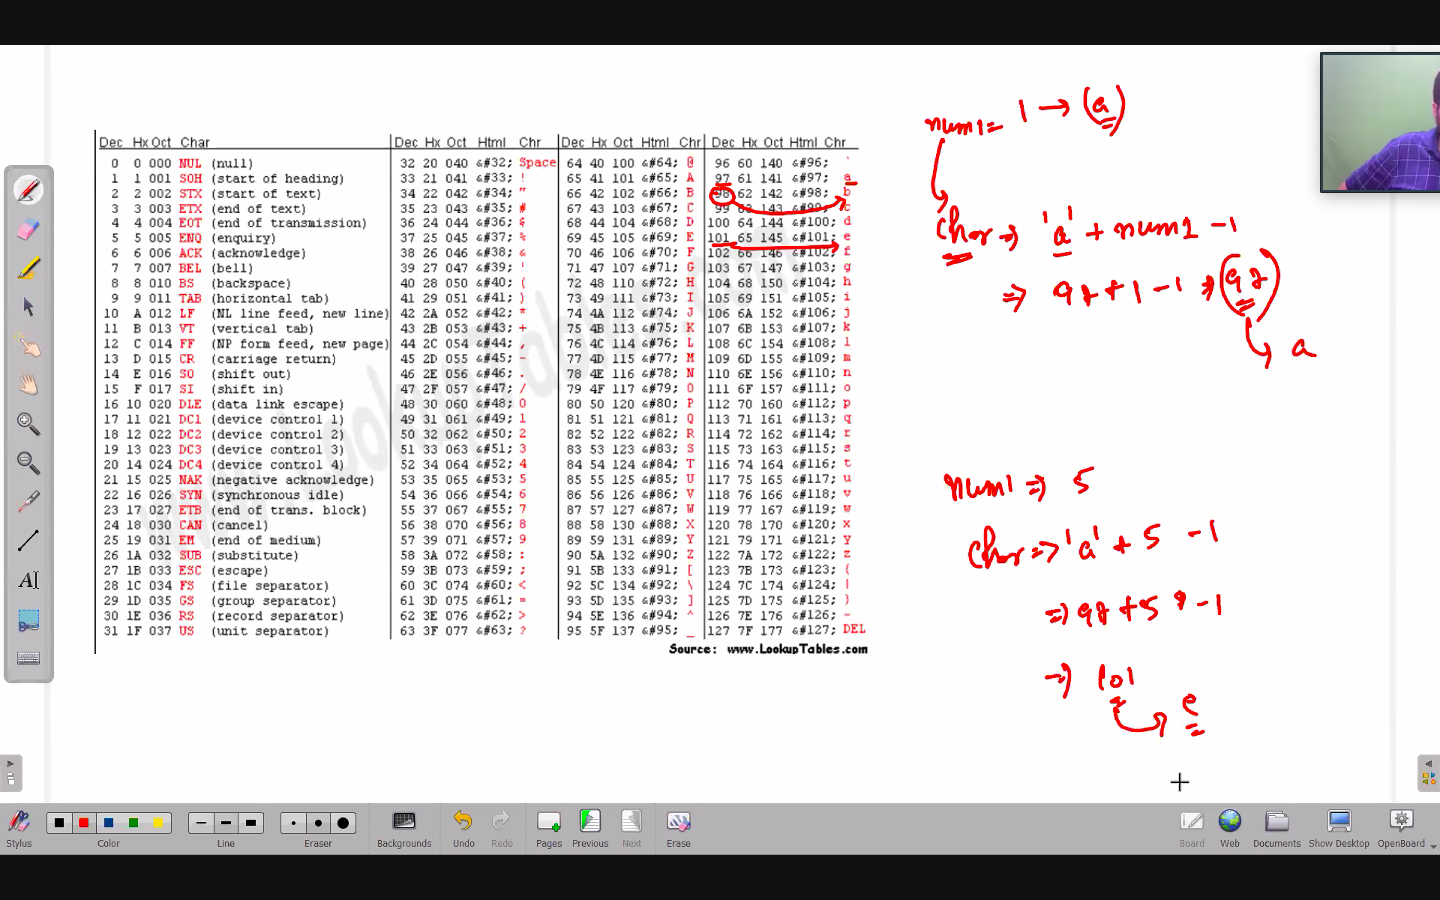 Dec Hx Oct Char Dec Hx Oct Html Chr Dec Hx Oct Html Chr Dec Hx Oct Html Chr
0 0 000 NUL (null) 32 20 040 &#32; Space 64 40 100 &#64; @ 96 60 140 &#96; `
1 1 001 SOH (start of heading) 33 21 041 &#33; ! 65 41 101 &#65; A 97 61 141 &#97; a
2 2 002 STX (start of text) 34 22 042 &#34; " 66 42 102 &#66; B 98 62 142 &#98; b
3 3 003 ETX (end of text) 35 23 043 &#35; # 67 43 103 &#67; C 99 63 143 &#99; c
4 4 004 EOT (end of transmission) 36 24 044 &#36; $ 68 44 104 &#68; D 100 64 144 &#100; d
5 5 005 ENQ (enquiry) 37 25 045 &#37; % 69 45 105 &#69; E 101 65 145 &#101; e
6 6 006 ACK (acknowledge) 38 26 046 &#38; & 70 46 106 &#70; F 102 66 146 &#102; f
7 7 007 BEL (bell) 39 27 047 &#39; ' 71 47 107 &#71; G 103 67 147 &#103; g
8 8 010 BS (backspace) 40 28 050 &#40; ( 72 48 110 &#72; H 104 68 150 &#104; h
9 9 011 TAB (horizontal tab) 41 29 051 &#41; ) 73 49 111 &#73; I 105 69 151 &#105; i
10 A 012 LF (NL line feed, new line) 42 2A 052 &#42; * 74 4A 112 &#74; J 106 6A 152 &#106; j
11 B 013 VT (vertical tab) 43 2B 053 &#43; + 75 4B 113 &#75; K 107 6B 153 &#107; k
12 C 014 FF (NP form feed, new page) 44 2C 054 &#44; , 76 4C 114 &#76; L 108 6C 154 &#108; l
13 D 015 CR (carriage return) 45 2D 055 &#45; - 77 4D 115 &#77; M 109 6D 155 &#109; m
14 E 016 SO (shift out) 46 2E 056 &#46; . 78 4E 116 &#78; N 110 6E 156 &#110; n
15 F 017 SI (shift in) 47 2F 057 &#47; / 79 4F 117 &#79; O 111 6F 157 &#111; o
16 10 020 DLE (data link escape) 48 30 060 &#48; 0 80 50 120 &#80; P 112 70 160 &#112; p
17 11 021 DC1 (device control 1) 49 31 061 &#49; 1 81 51 121 &#81; Q 113 71 161 &#113; q
18 12 022 DC2 (device control 2) 50 32 062 &#50; 2 82 52 122 &#82; R 114 72 162 &#114; r
19 13 023 DC3 (device control 3) 51 33 063 &#51; 3 83 53 123 &#83; S 115 73 163 &#115; s
20 14 024 DC4 (device control 4) 52 34 064 &#52; 4 84 54 124 &#84; T 116 74 164 &#116; t
21 15 025 NAK (negative acknowledge) 53 35 065 &#53; 5 85 55 125 &#85; U 117 75 165 &#117; u
22 16 026 SYN (synchronous idle) 54 36 066 &#54; 6 86 56 126 &#86; V 118 76 166 &#118; v
23 17 027 ETB (end of trans. block) 55 37 067 &#55; 7 87 57 127 &#87; W 119 77 167 &#119; w
24 18 030 CAN (cancel) 56 38 070 &#56; 8 88 58 130 &#88; X 120 78 170 &#120; x
25 19 031 EM (end of medium) 57 39 071 &#57; 9 89 59 131 &#89; Y 121 79 171 &#121; y
26 1A 032 SUB (substitute) 58 3A 072 &#58; : 90 5A 132 &#90; Z 122 7A 172 &#122; z
27 1B 033 ESC (escape) 59 3B 073 &#59; ; 91 5B 133 &#91; [ 123 7B 173 &#123; {
28 1C 034 FS (file separator) 60 3C 074 &#60; < 92 5C 134 &#92; \ 124 7C 174 &#124; |
29 1D 035 GS (group separator) 61 3D 075 &#61; = 93 5D 135 &#93; ] 125 7D 175 &#125; }
30 1E 036 RS (record separator) 62 3E 076 &#62; > 94 5E 136 &#94; ^ 126 7E 176 &#126; ~
31 1F 037 US (unit separator) 63 3F 077 &#63; ? 95 5F 137 &#95; _ 127 7F 177 &#127; DEL
Source: www.LookupTables.com
www.LookupTables.com
num1= 1 → (a)
char ⇒ 'a' + num1 -1
⇒ 97 + 1 - 1 ⇒ 97
a
num1 ⇒ 5
char ⇒ 'a' + 5 -1
⇒ 97 + 5 -1
⇒ 101
e
Stylus Color Line Eraser Backgrounds Undo Redo Pages Previous Next Erase Board Web Documents Show Desktop OpenBoard